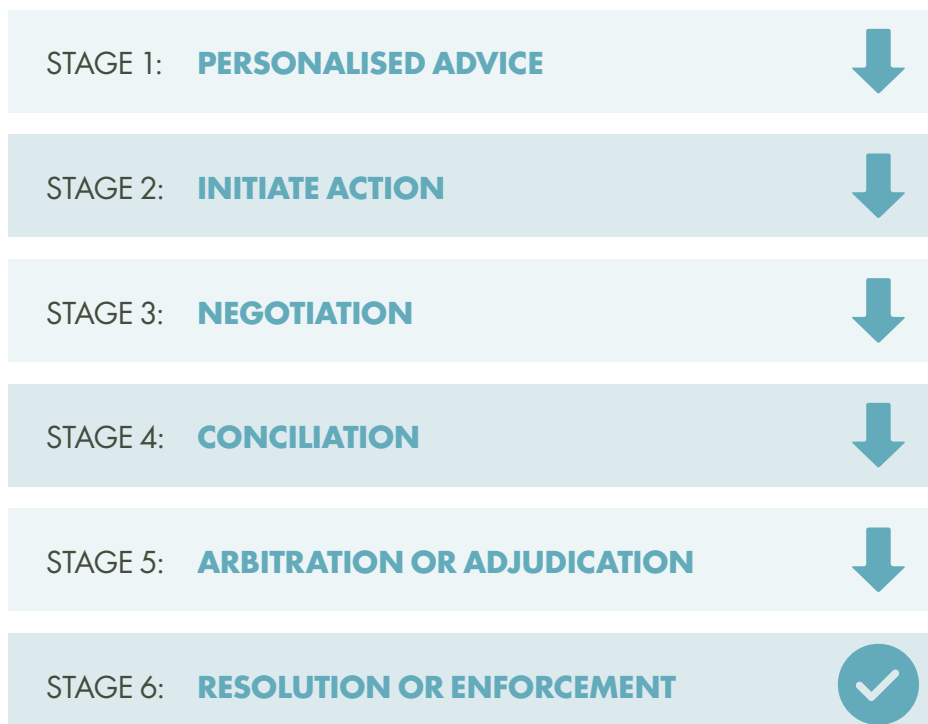 STAGE 1: PERSONALISED ADVICE
STAGE 2: INITIATE ACTION
STAGE 3: NEGOTIATION
STAGE 4: CONCILIATION
STAGE 5: ARBITRATION OR ADJUDICATION
STAGE 6: RESOLUTION OR ENFORCEMENT